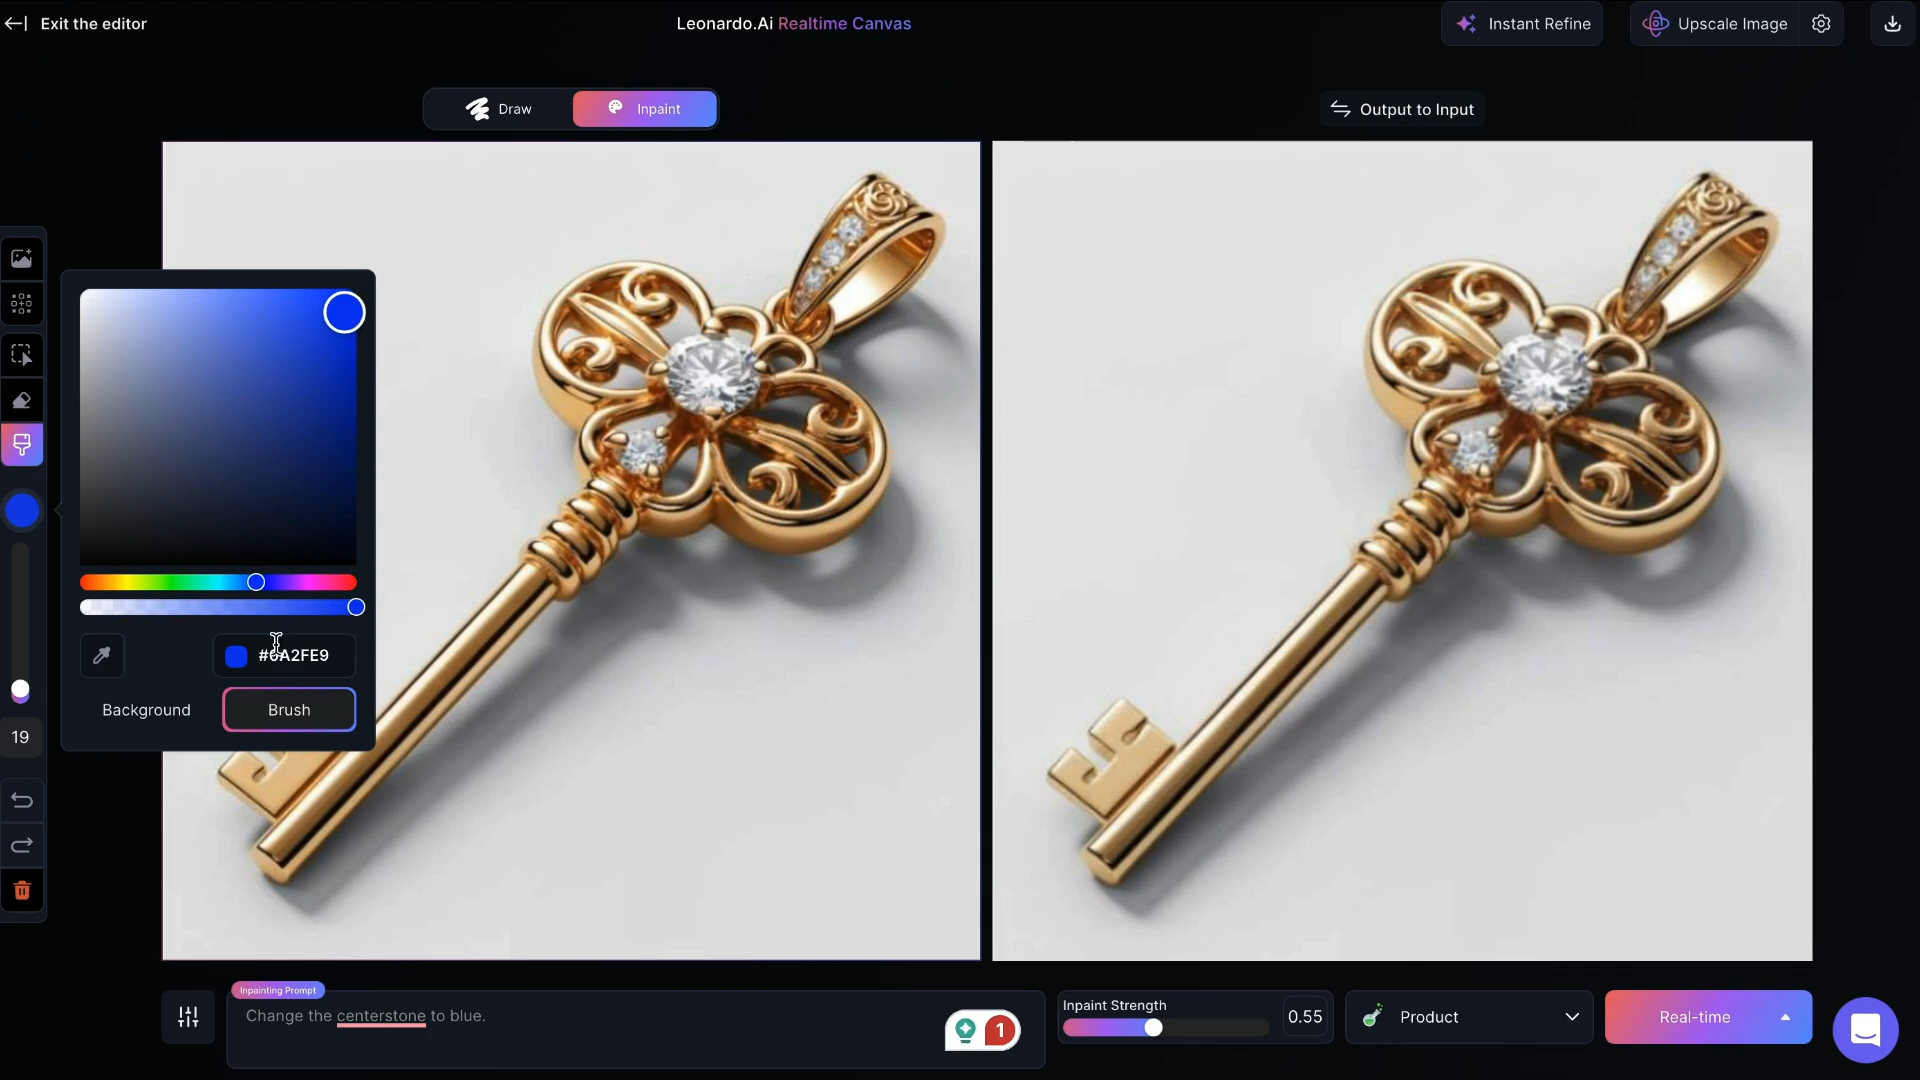 Exit the editor
Leonardo.Ai Realtime Canvas
Instant Refine
Upscale Image
Draw
Inpaint
Output to Input
#0A2FE9
Background
Brush
19
Inpainting Prompt
Change the centerstone to blue.
1
Inpaint Strength
0.55
Product
Real-time